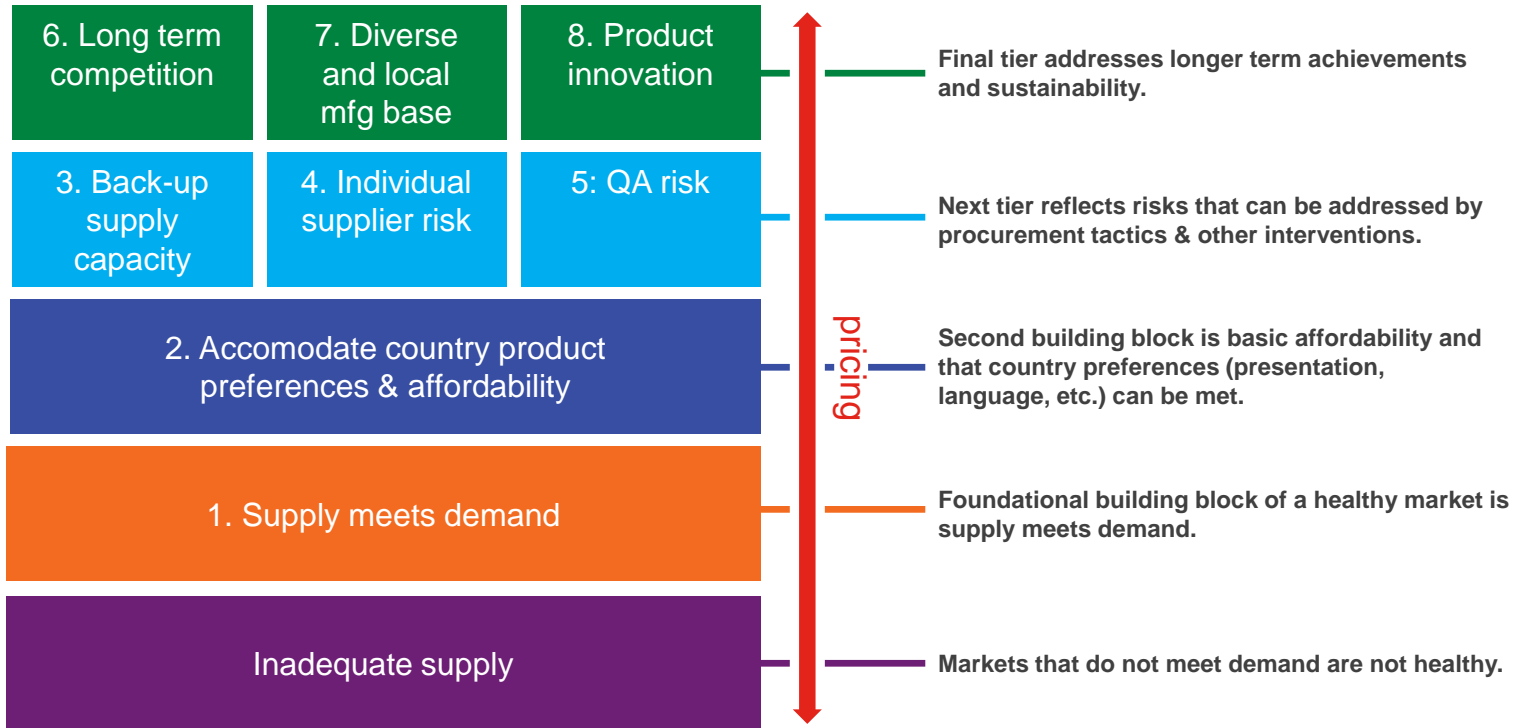 6. Long term
competition
7. Diverse
and local
mfg base
8. Product
innovation
Final tier addresses longer term achievements
and sustainability.
3. Back-up
supply
capacity
4. Individual
supplier risk
5: QA risk
Next tier reflects risks that can be addressed by
procurement tactics & other interventions.
2. Accomodate country product
preferences & affordability
pricing
Second building block is basic affordability and
that country preferences (presentation,
language, etc.) can be met.
1. Supply meets demand
Foundational building block of a healthy market is
supply meets demand.
Inadequate supply
Markets that do not meet demand are not healthy.